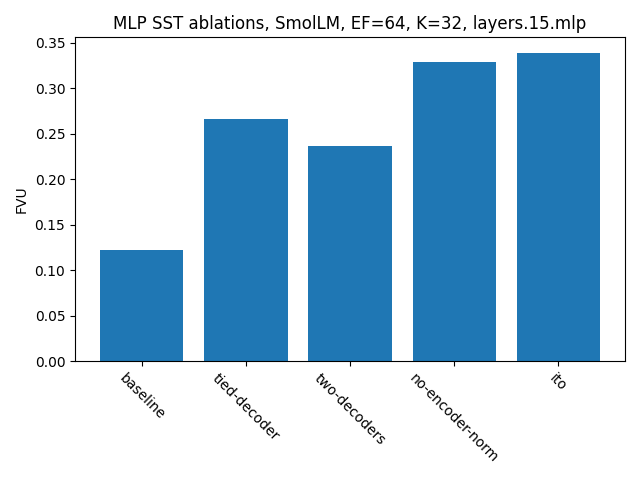 MLP SST ablations, SmolLM, EF=64, K=32, layers.15.mlp
0.35
0.30
0.25
0.20
0.15
0.10
0.05
0.00
FVU
baseline
tied-decoder
two-decoders
no-encoder-norm
ito